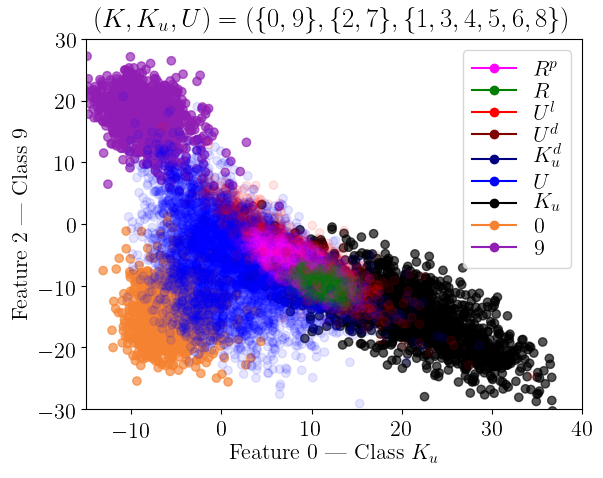 (K, K_u, U) = ({0, 9}, {2, 7}, {1, 3, 4, 5, 6, 8})
30
20
10
0
−10
−20
−30
Feature 2 — Class 9
R^p
R
U^l
U^d
K_u^d
U
K_u
0
9
−10
0
10
20
30
40
Feature 0 — Class K_u